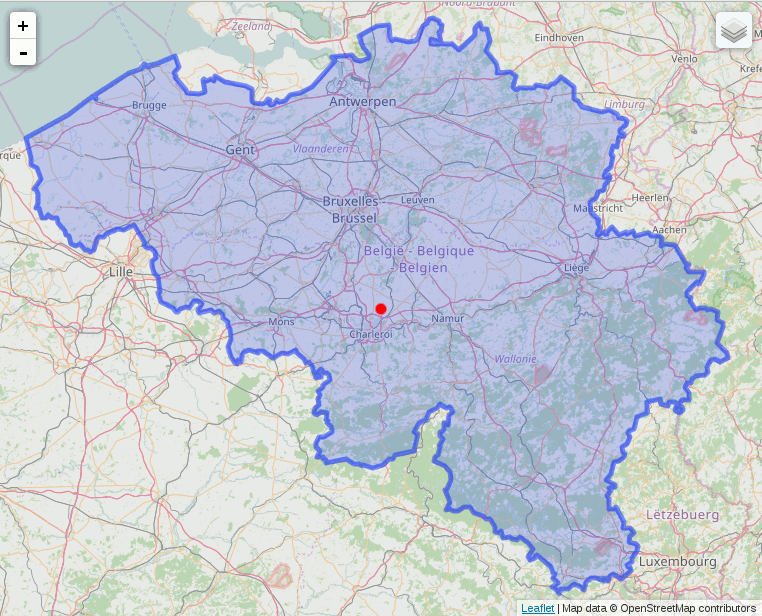 +
-
Noord-Brabant
Zeeland
Eindhoven
Venlo
Krefe
Brugge
Antwerpen
Limburg
Gent
Vlaanderen
rque
Bruxelles -
Brussel
Leuven
Heerlen
Maastricht
Aachen
België - Belgique
- Belgien
Lille
Liège
Mons
Namur
Charleroi
Wallonie
Lëtzebuerg
Luxembourg
Leaflet | Map data © OpenStreetMap contributors